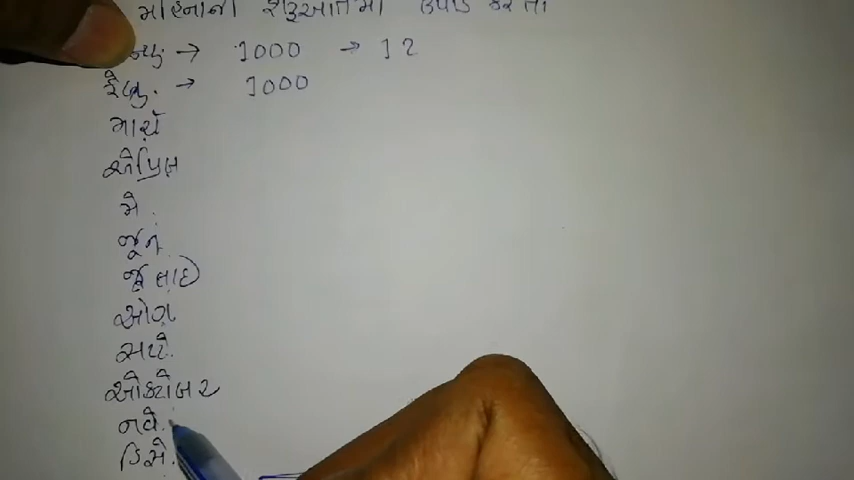 મહિનાની શરૂઆતમાં ઉપાડ કરતા
ન્યુ. → 1000 → 12
ફેબ્રુ. → 1000
માર્ચ
એપ્રિલ
મે.
જૂન.
જૂલાઈ
ઓગ.
સપ્ટે.
ઓક્ટોબર
નવે.
ડિસે.